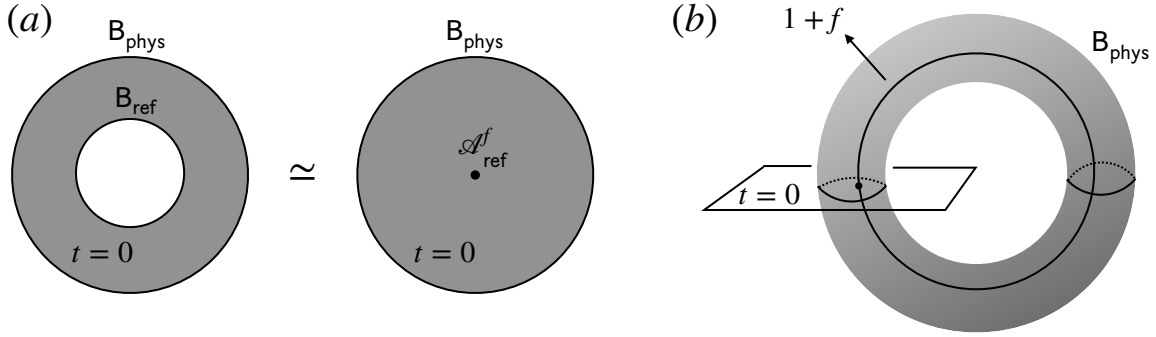 (a)
B_phys
B_ref
t = 0
≃
B_phys
𝒜^f_ref
t = 0
(b)
1 + f
B_phys
t = 0